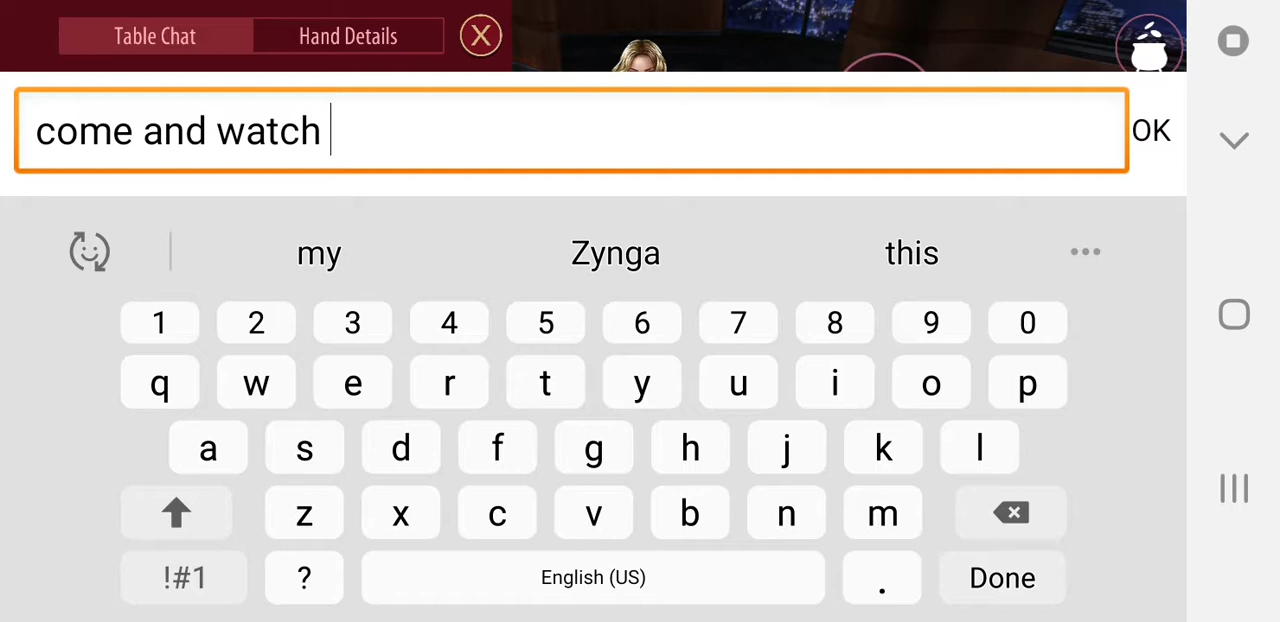 Table Chat Hand Details X
come and watch
OK
my Zynga this
1 2 3 4 5 6 7 8 9 0
q w e r t y u i o p
a s d f g h j k l
z x c v b n m
!#1 ? English (US) . Done